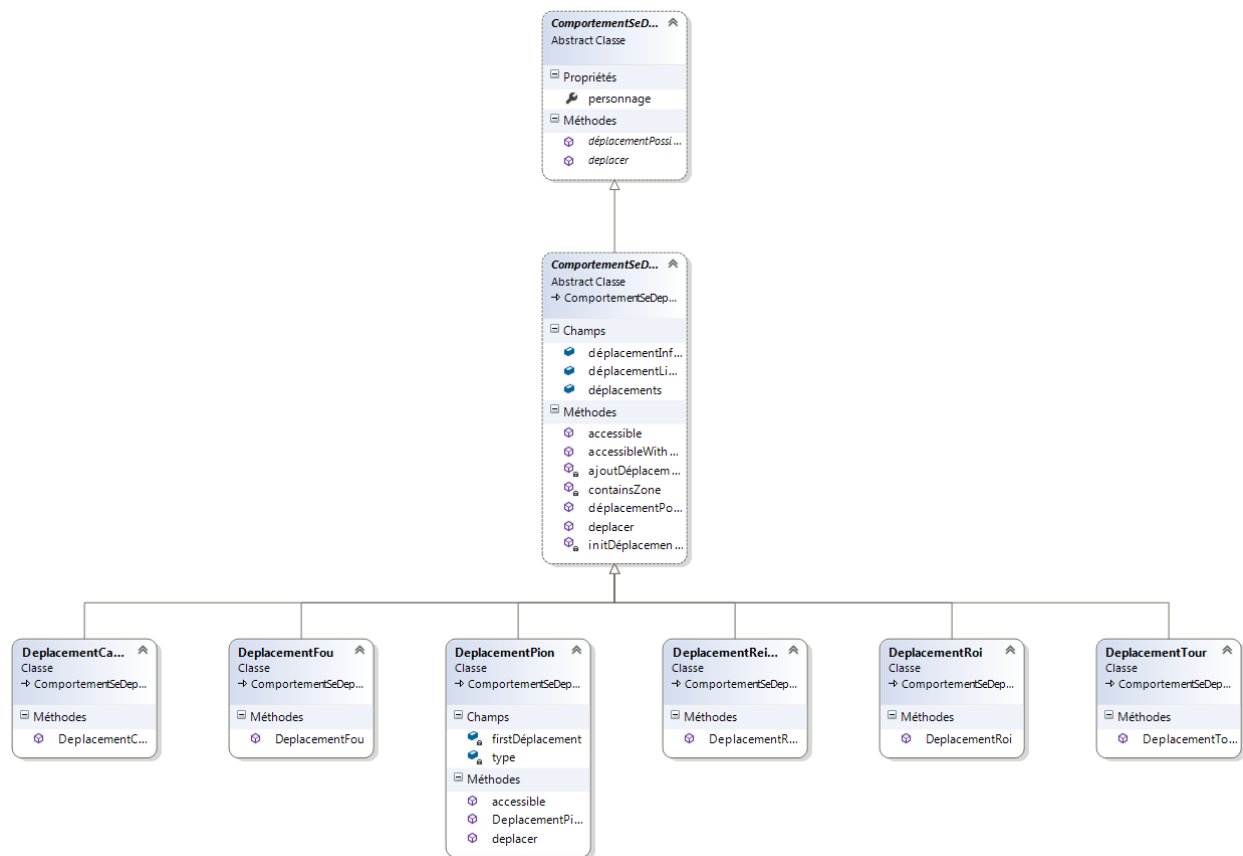 ComportementSeD...
Abstract Classe
Propriétés
personnage
Méthodes
déplacementPossi...
deplacer
ComportementSeD...
Abstract Classe
ComportementSeDep...
Champs
déplacementInf...
déplacementLi...
déplacements
Méthodes
accessible
accessibleWith...
ajoutDéplacem...
containsZone
déplacementPo...
deplacer
initDéplacemen...
DeplacementCa...
Classe
ComportementSeDep...
Méthodes
DeplacementC...
DeplacementFou
Classe
ComportementSeDep...
Méthodes
DeplacementFou
DeplacementPion
Classe
ComportementSeDep...
Champs
firstDéplacement
type
Méthodes
accessible
DeplacementPi...
deplacer
DeplacementRei...
Classe
ComportementSeDep...
Méthodes
DeplacementR...
DeplacementRoi
Classe
ComportementSeDep...
Méthodes
DeplacementRoi
DeplacementTour
Classe
ComportementSeDep...
Méthodes
DeplacementTo...